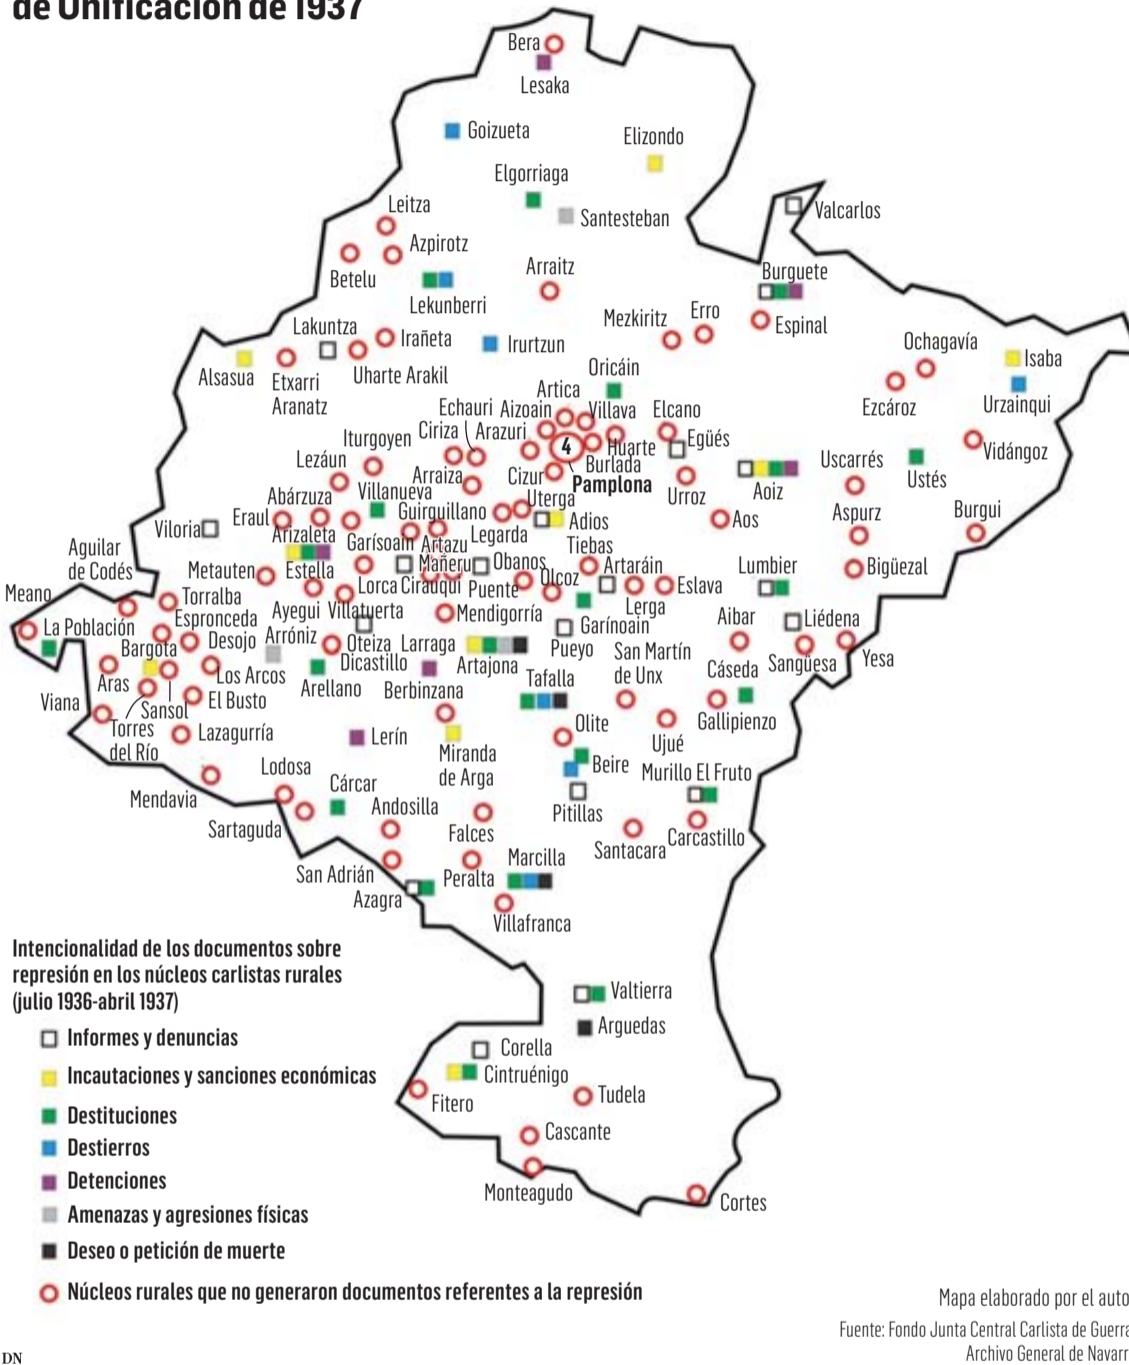 de Unificación de 1937
Bera
Lesaka
Goizueta
Elizondo
Elgorriaga
Santesteban
Valcarlos
Leitza
Azpirotz
Betelu
Lekunberri
Arraitz
Burguete
Mezkiritz
Erro
Espinal
Lakuntza
Irañeta
Irurtzun
Ochagavía
Isaba
Alsasua
Etxarri
Aranatz
Uharte Arakil
Oricáin
Ezcároz
Urzainqui
Artica
Echauri
Aizoain
Villava
Elcano
Iturgoyen
Ciriza
Arazuri
4
Huarte
Egüés
Vidángoz
Lezáun
Arraiza
Cizur
Burlada
Pamplona
Urroz
Aoiz
Uscarrés
Ustés
Abárzuza
Villanueva
Uterga
Eraul
Guirguillano
Adios
Aos
Aspurz
Burgui
Viloria
Arizaleta
Garísoain
Artazu
Legarda
Tiebas
Aguilar
de Codés
Metauten
Estella
Mañeru
Obanos
Artaráin
Lumbier
Bigüezal
Meano
Torralba
Lorca
Cirauqui
Puente
Olcoz
Eslava
Espronceda
Ayegui
Villatuerta
Mendigorría
Lerga
Aibar
Liédena
La Población
Desojo
Arróniz
Oteiza
Larraga
Garínoain
Bargota
Dicastillo
Artajona
Pueyo
San Martín
de Unx
Cáseda
Sangüesa
Yesa
Aras
Los Arcos
Arellano
Berbinzana
Tafalla
Viana
Sansol
El Busto
Gallipienzo
Torres
del Río
Lazagurría
Lerín
Miranda
de Arga
Olite
Ujué
Beire
Murillo El Fruto
Mendavia
Lodosa
Cárcar
Andosilla
Pitillas
Sartaguda
Falces
Santacara
Carcastillo
San Adrián
Peralta
Marcilla
Azagra
Villafranca
Intencionalidad de los documentos sobre
represión en los núcleos carlistas rurales
(julio 1936-abril 1937)
Valtierra
Arguedas
Informes y denuncias
Corella
Incautaciones y sanciones económicas
Cintruénigo
Fitero
Tudela
Destituciones
Destierros
Cascante
Detenciones
Monteagudo
Cortes
Amenazas y agresiones físicas
Deseo o petición de muerte
Núcleos rurales que no generaron documentos referentes a la represión
Mapa elaborado por el auto
Fuente: Fondo Junta Central Carlista de Guerra
Archivo General de Navarr
DN